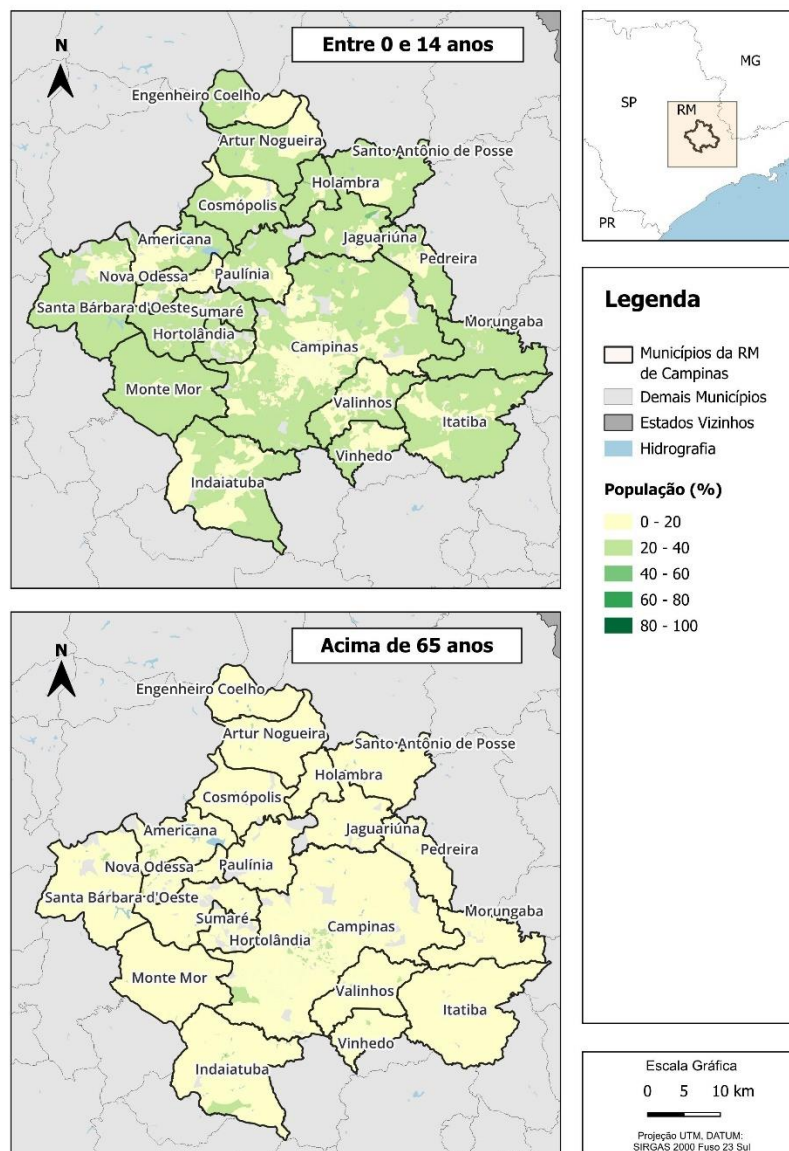 Entre 0 e 14 anos
N
Engenheiro Coelho
Artur Nogueira
Santo Antônio de Posse
Holambra
Cosmópolis
Americana
Jaguariúna
Nova Odessa
Paulínia
Pedreira
Santa Bárbara d'Oeste
Sumaré
Morungaba
Hortolândia
Campinas
Monte Mor
Valinhos
Itatiba
Vinhedo
Indaiatuba
MG
SP
RM
PR
Legenda
Municípios da RM
de Campinas
Demais Municípios
Estados Vizinhos
Hidrografia
População (%)
0 - 20
20 - 40
40 - 60
60 - 80
80 - 100
Acima de 65 anos
N
Engenheiro Coelho
Artur Nogueira
Santo Antônio de Posse
Holambra
Cosmópolis
Americana
Jaguariúna
Nova Odessa
Paulínia
Pedreira
Santa Bárbara d'Oeste
Sumaré
Morungaba
Hortolândia
Campinas
Monte Mor
Valinhos
Itatiba
Vinhedo
Indaiatuba
Escala Gráfica
0 5 10 km
Projeção UTM, DATUM:
SIRGAS 2000 Fuso 23 Sul